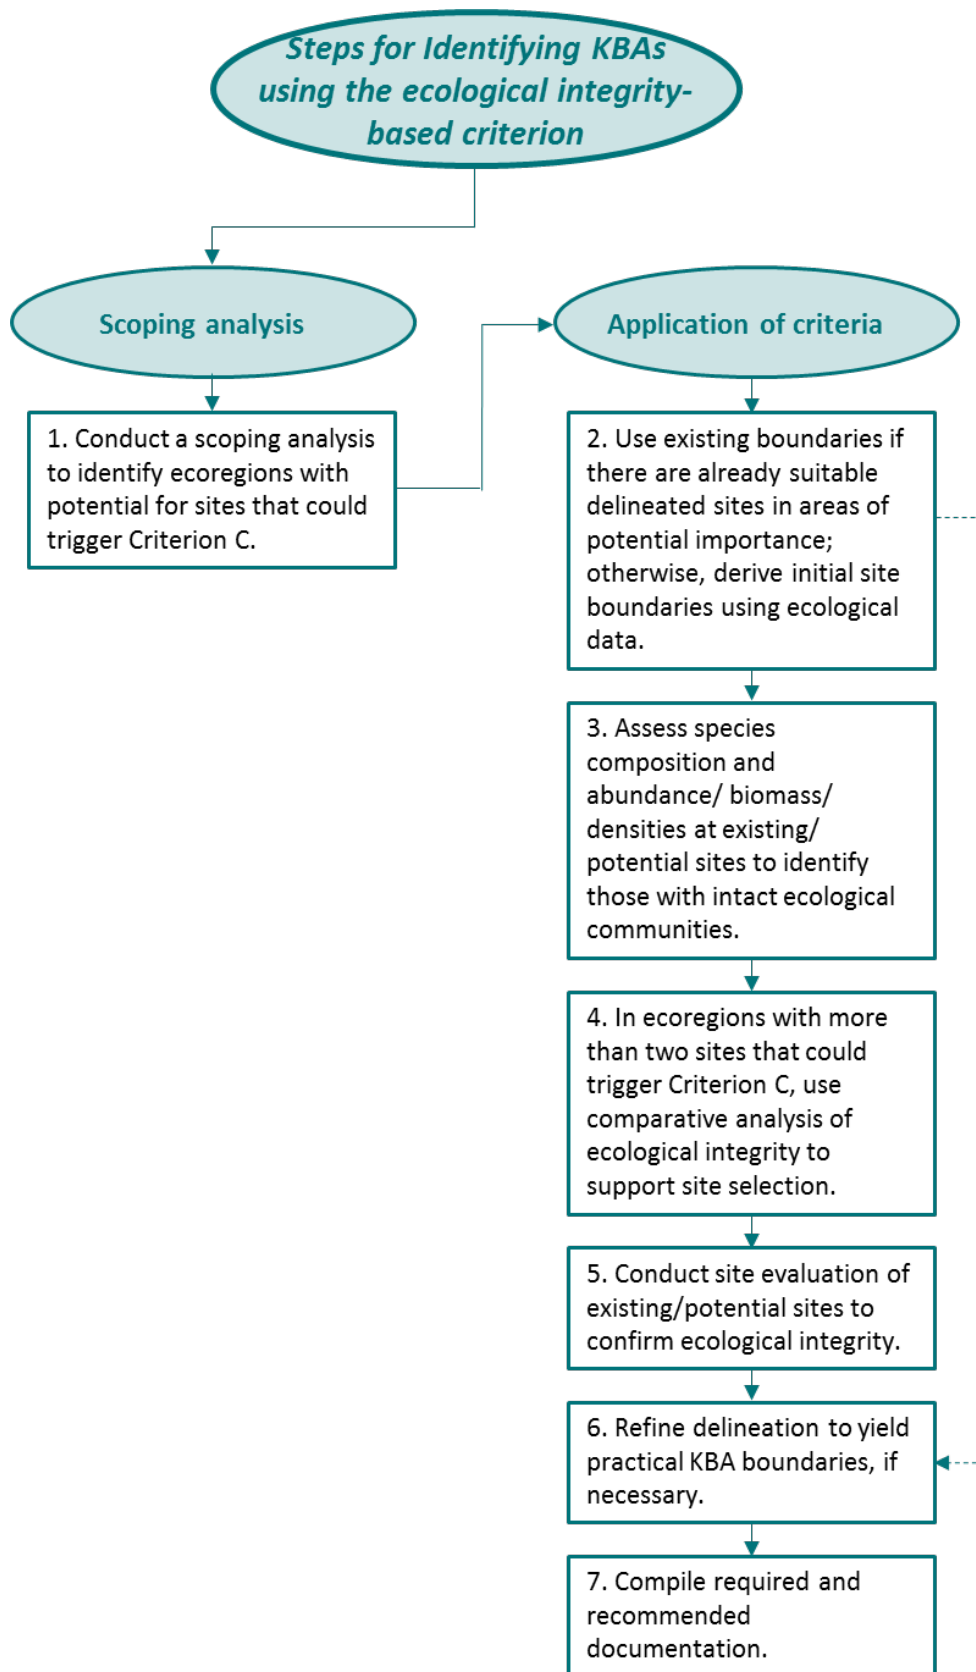 Steps for Identifying KBAs
using the ecological integrity-
based criterion
Scoping analysis
1. Conduct a scoping analysis
to identify ecoregions with
potential for sites that could
trigger Criterion C.
Application of criteria
2. Use existing boundaries if
there are already suitable
delineated sites in areas of
potential importance;
otherwise, derive initial site
boundaries using ecological
data.
3. Assess species
composition and
abundance/ biomass/
densities at existing/
potential sites to identify
those with intact ecological
communities.
4. In ecoregions with more
than two sites that could
trigger Criterion C, use
comparative analysis of
ecological integrity to
support site selection.
5. Conduct site evaluation of
existing/potential sites to
confirm ecological integrity.
6. Refine delineation to yield
practical KBA boundaries, if
necessary.
7. Compile required and
recommended
documentation.